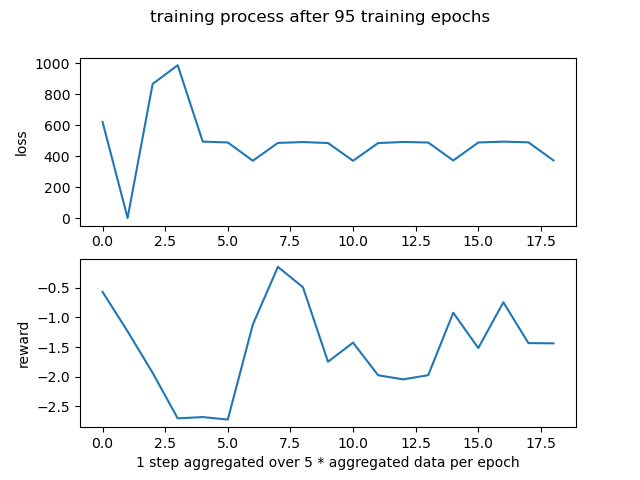 training process after 95 training epochs
1000
800
600
400
200
0
loss
0.0 2.5 5.0 7.5 10.0 12.5 15.0 17.5
−0.5
−1.0
−1.5
−2.0
−2.5
reward
0.0 2.5 5.0 7.5 10.0 12.5 15.0 17.5
1 step aggregated over 5 * aggregated data per epoch